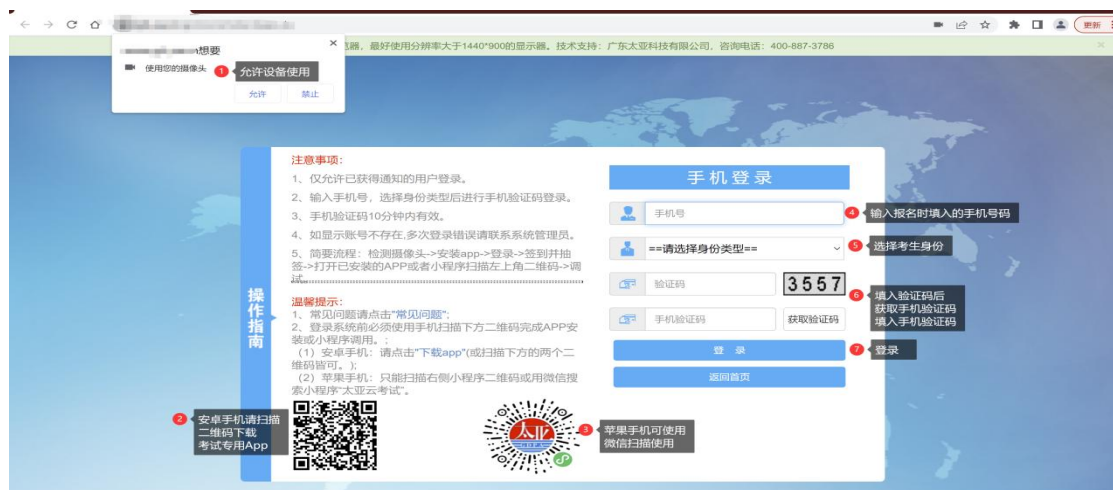 更新
想要
使用您的摄像头
1 允许设备使用
允许 禁止
览器，最好使用分辨率大于1440*900的显示器。技术支持：广东太亚科技有限公司，咨询电话：400-887-3786
操作指南
注意事项:
1、仅允许已获得通知的用户登录。
2、输入手机号，选择身份类型后进行手机验证码登录。
3、手机验证码10分钟内有效。
4、如显示账号不存在,多次登录错误请联系系统管理员。
5、简要流程：检测摄像头->安装app->登录->签到并抽
签->打开已安装的APP或者小程序扫描左上角二维码->调
试
温馨提示:
1、常见问题请点击"常见问题";
2、登录系统前必须使用手机扫描下方二维码完成APP安
装或小程序调用。;
（1）安卓手机：请点击"下载app"(或扫描下方的两个二
维码皆可。);
（2）苹果手机：只能扫描右侧小程序二维码或用微信搜
索小程序"太亚云考试"。
2 安卓手机请扫描
二维码下载
考试专用App
太亚
3 苹果手机可使用
微信扫描使用
手机登录
手机号
4 输入报名时填入的手机号码
==请选择身份类型==
5 选择考生身份
验证码 3557
6 填入验证码后
获取手机验证码
填入手机验证码
手机验证码 获取验证码
登 录
7 登录
返回首页